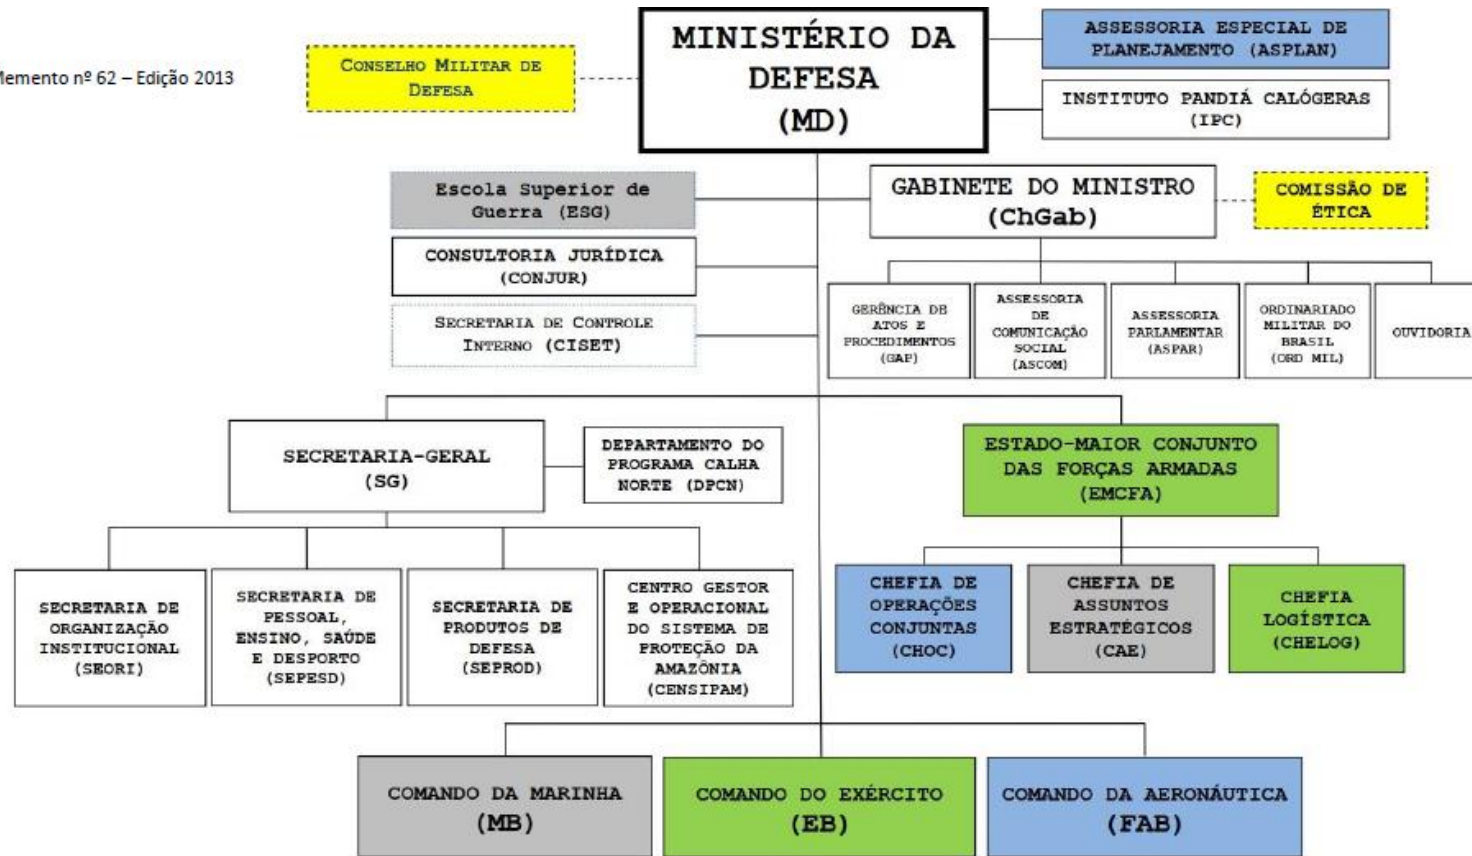 MINISTÉRIO DA
DEFESA
(MD)
ASSESSORIA ESPECIAL DE
PLANEJAMENTO (ASPLAN)
CONSELHO MILITAR DE
DEFESA
Memento nº 62 – Edição 2013
INSTITUTO PANDIÁ CALÓGERAS
(IPC)
Escola Superior de
Guerra (ESG)
GABINETE DO MINISTRO
(ChGab)
COMISSÃO DE
ÉTICA
CONSULTORIA JURÍDICA
(CONJUR)
SECRETARIA DE CONTROLE
INTERNO (CISET)
GERÊNCIA DE
ATOS E
PROCEDIMENTOS
(GAP)
ASSESSORIA
DE
COMUNICAÇÃO
SOCIAL
(ASCOM)
ASSESSORIA
PARLAMENTAR
(ASPAR)
ORDINARIADO
MILITAR DO
BRASIL
(ORD MIL)
OUVIDORIA
SECRETARIA-GERAL
(SG)
DEPARTAMENTO DO
PROGRAMA CALHA
NORTE (DPCN)
ESTADO-MAIOR CONJUNTO
DAS FORÇAS ARMADAS
(EMCFA)
SECRETARIA DE
ORGANIZAÇÃO
INSTITUCIONAL
(SEORI)
SECRETARIA DE
PESSOAL,
ENSINO, SAÚDE
E DESPORTO
(SEPESD)
SECRETARIA DE
PRODUTOS DE
DEFESA
(SEPROD)
CENTRO GESTOR
E OPERACIONAL
DO SISTEMA DE
PROTEÇÃO DA
AMAZÔNIA
(CENSIPAM)
CHEFIA DE
OPERAÇÕES
CONJUNTAS
(CHOC)
CHEFIA DE
ASSUNTOS
ESTRATÉGICOS
(CAE)
CHEFIA
LOGÍSTICA
(CHELOG)
COMANDO DA MARINHA
(MB)
COMANDO DO EXÉRCITO
(EB)
COMANDO DA AERONÁUTICA
(FAB)